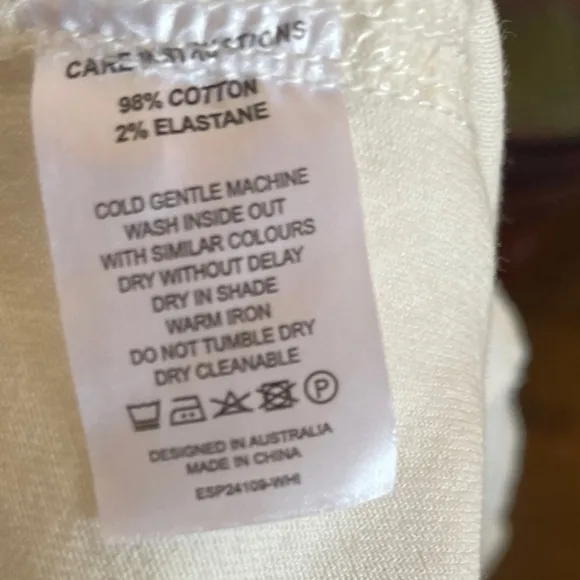 CARE INSTRUCTIONS
98% COTTON
2% ELASTANE
COLD GENTLE MACHINE
WASH INSIDE OUT
WITH SIMILAR COLOURS
DRY WITHOUT DELAY
DRY IN SHADE
WARM IRON
DO NOT TUMBLE DRY
DRY CLEANABLE
P
DESIGNED IN AUSTRALIA
MADE IN CHINA
ESP24109-WHI